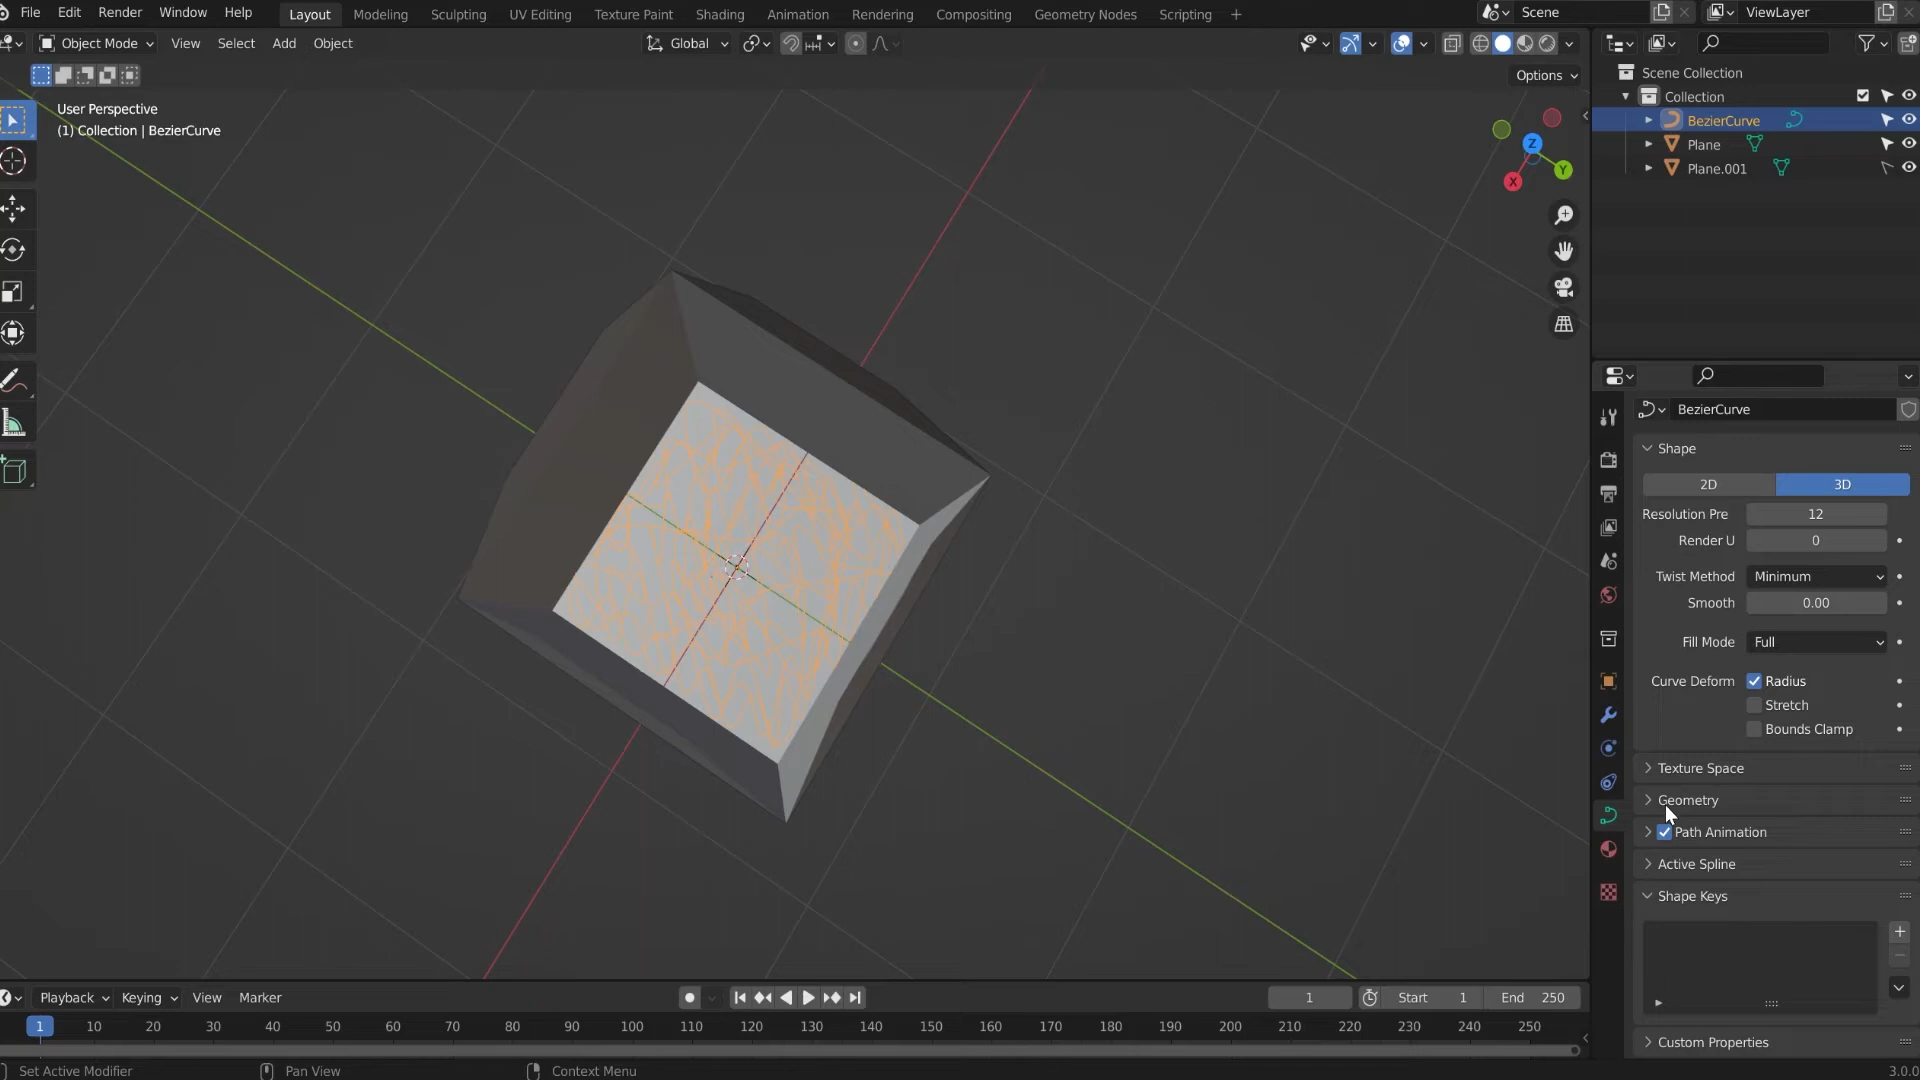 File Edit Render Window Help Layout Modeling Sculpting UV Editing Texture Paint Shading Animation Rendering Compositing Geometry Nodes Scripting + Scene ViewLayer
Object Mode View Select Add Object Global
Options
User Perspective
(1) Collection | BezierCurve
Z
Y
X
Scene Collection
Collection
BezierCurve
Plane
Plane.001
BezierCurve
Shape
2D 3D
Resolution Pre 12
Render U 0
Twist Method Minimum
Smooth 0.00
Fill Mode Full
Curve Deform Radius
Stretch
Bounds Clamp
Texture Space
Geometry
Path Animation
Active Spline
Shape Keys
Custom Properties
Playback Keying View Marker 1 Start 1 End 250
1 10 20 30 40 50 60 70 80 90 100 110 120 130 140 150 160 170 180 190 200 210 220 230 240 250
Set Active Modifier Pan View Context Menu 3.0.0